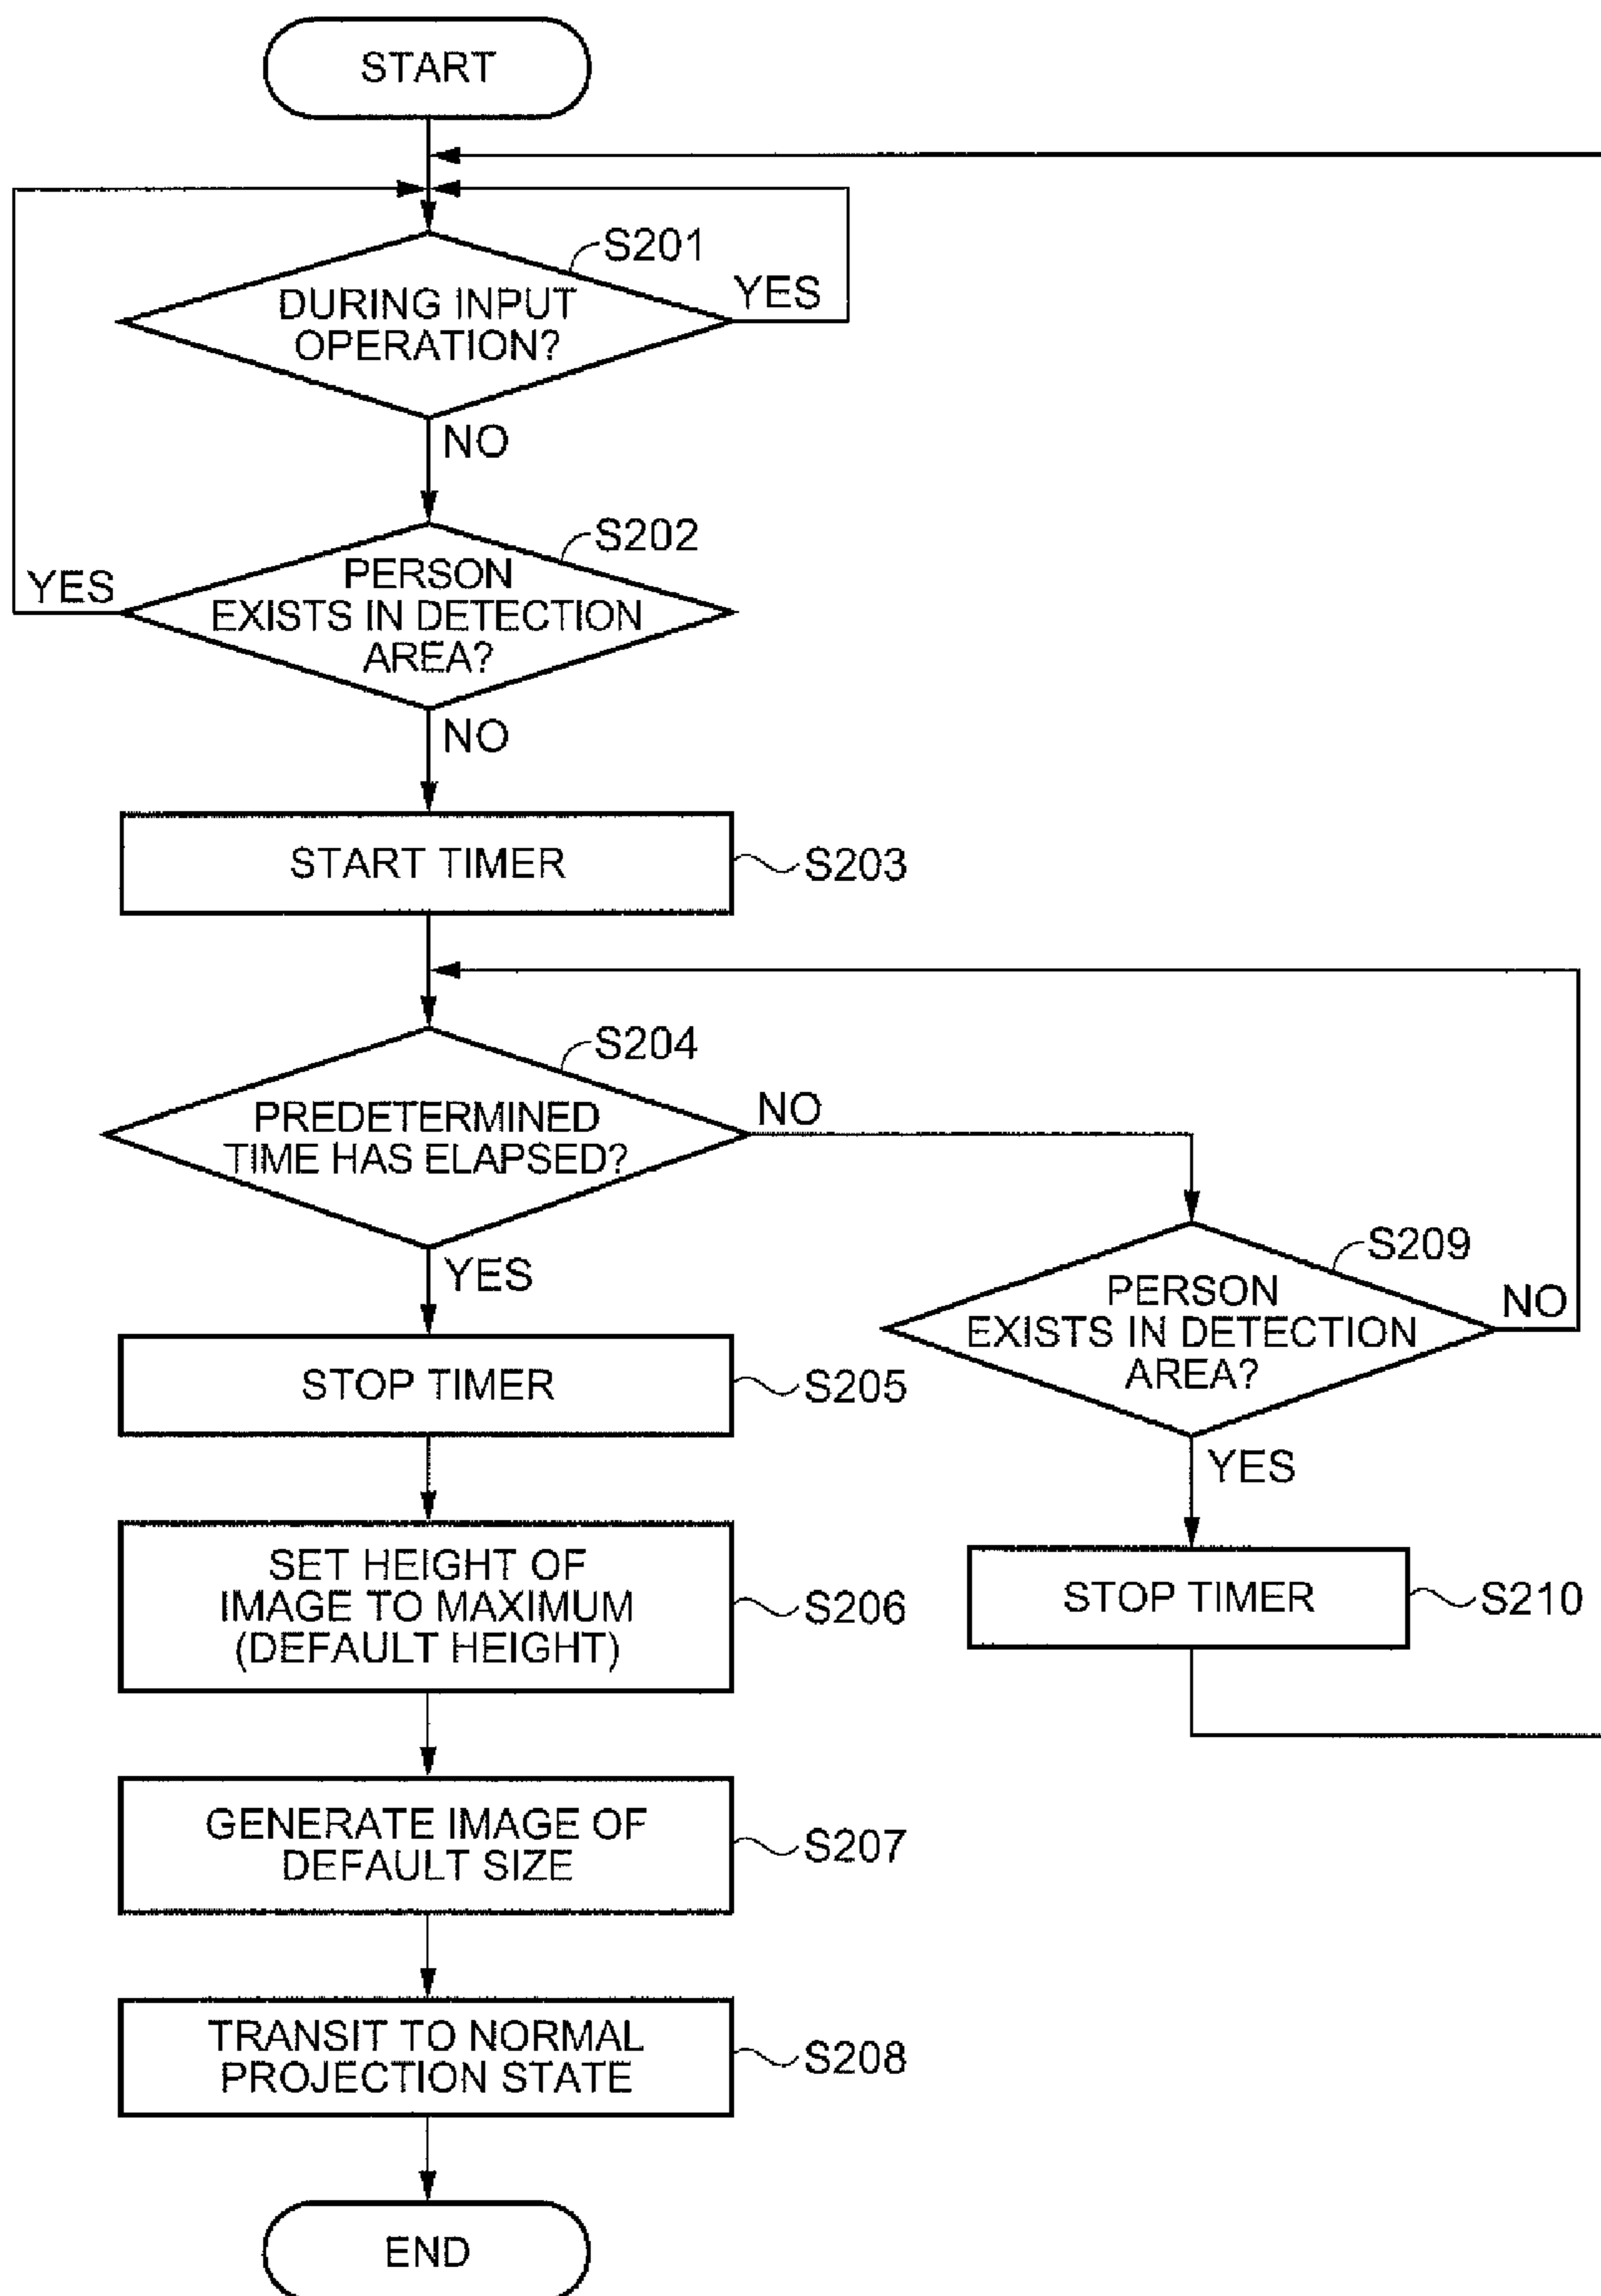 START
S201
DURING INPUT
OPERATION?
YES
NO
S202
PERSON
EXISTS IN DETECTION
AREA?
YES
NO
START TIMER
S203
S204
PREDETERMINED
TIME HAS ELAPSED?
NO
YES
S209
PERSON
EXISTS IN DETECTION
AREA?
NO
YES
STOP TIMER
S205
SET HEIGHT OF
IMAGE TO MAXIMUM
(DEFAULT HEIGHT)
S206
STOP TIMER
S210
GENERATE IMAGE OF
DEFAULT SIZE
S207
TRANSIT TO NORMAL
PROJECTION STATE
S208
END